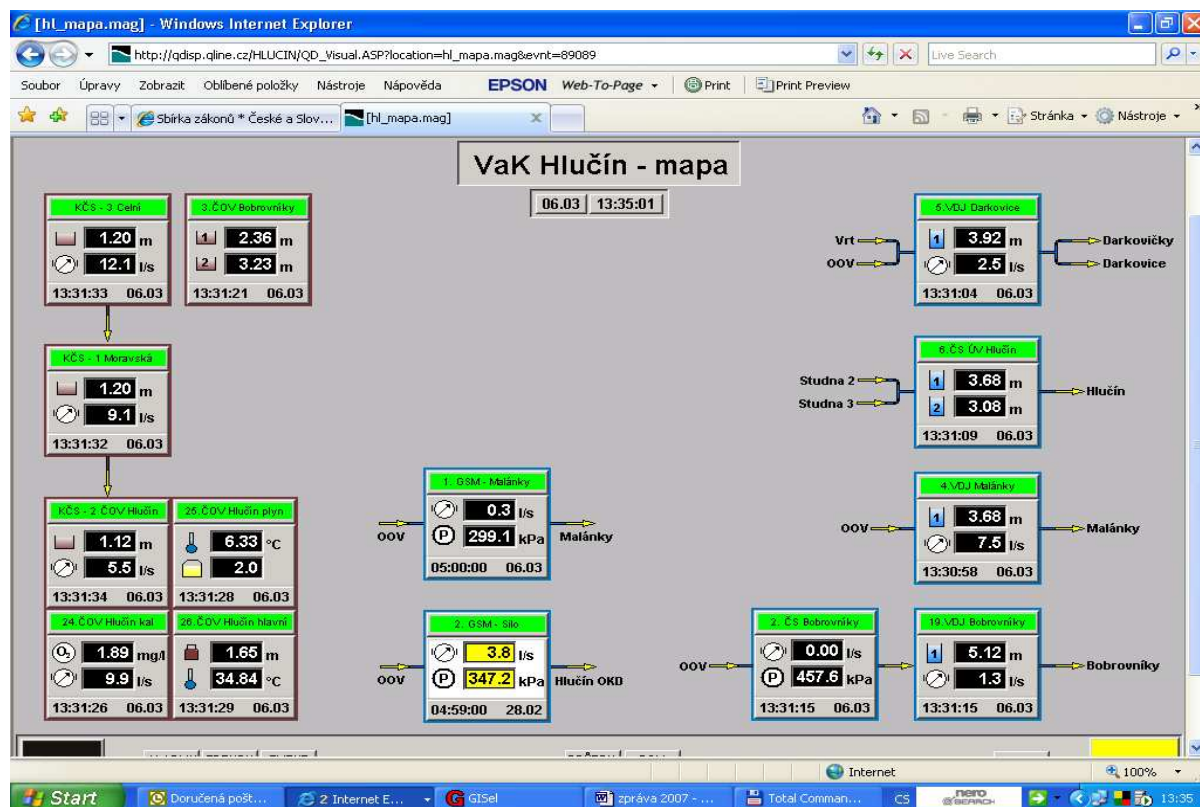 [hl_mapa.mag] - Windows Internet Explorer
http://qdisp.qline.cz/HLUCIN/QD_Visual.ASP?location=hl_mapa.mag&evnt=89089
Live Search
Soubor Úpravy Zobrazit Oblíbené položky Nástroje Nápověda EPSON Web-To-Page Print Print Preview
Sbírka zákonů * České a Slov... [hl_mapa.mag] Stránka Nástroje
VaK Hlučín - mapa
06.03 13:35:01
KČS - 3 Celní
1.20 m
12.1 l/s
13:31:33 06.03
3.ČOV Bobrovniky
1 2.36 m
2 3.23 m
13:31:21 06.03
Vrt
OOV
5.VDJ Darkovice
1 3.92 m
2.5 l/s
13:31:04 06.03
Darkovičky
Darkovice
KČS - 1 Moravská
1.20 m
9.1 l/s
13:31:32 06.03
Studna 2
Studna 3
6.ČS ÚV Hlučín
1 3.68 m
2 3.08 m
13:31:09 06.03
Hlučín
KČS - 2 ČOV Hlučín
1.12 m
5.5 l/s
13:31:34 06.03
25.ČOV Hlučín plyn
6.33 °C
2.0
13:31:28 06.03
OOV
1. GSM - Malánky
0.3 l/s
P 299.1 kPa
05:00:00 06.03
Malánky
OOV
4.VDJ Malánky
1 3.68 m
7.5 l/s
13:30:58 06.03
Malánky
24.ČOV Hlučín kal
O2 1.89 mg/l
9.9 l/s
13:31:26 06.03
26.ČOV Hlučín hlavní
1.65 m
34.84 °C
13:31:29 06.03
OOV
2. GSM - Silo
3.8 l/s
P 347.2 kPa
04:59:00 28.02
Hlučín OKD
OOV
2. ČS Bobrovníky
0.00 l/s
P 457.6 kPa
13:31:15 06.03
19.VDJ Bobrovníky
1 5.12 m
1.3 l/s
13:31:15 06.03
Bobrovníky
Internet 100%
Start Doručená pošt... 2 Internet E... GISel zpráva 2007 - ... Total Comman... CS nero SEARCH 13:35